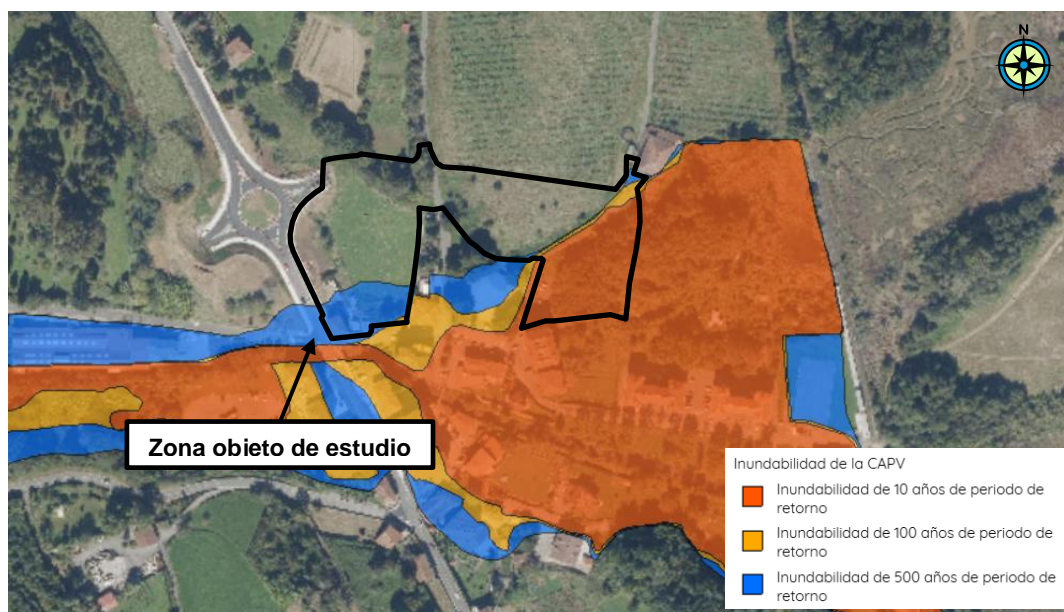 N
Zona objeto de estudio
Inundabilidad de la CAPV
Inundabilidad de 10 años de periodo de
retorno
Inundabilidad de 100 años de periodo de
retorno
Inundabilidad de 500 años de periodo de
retorno